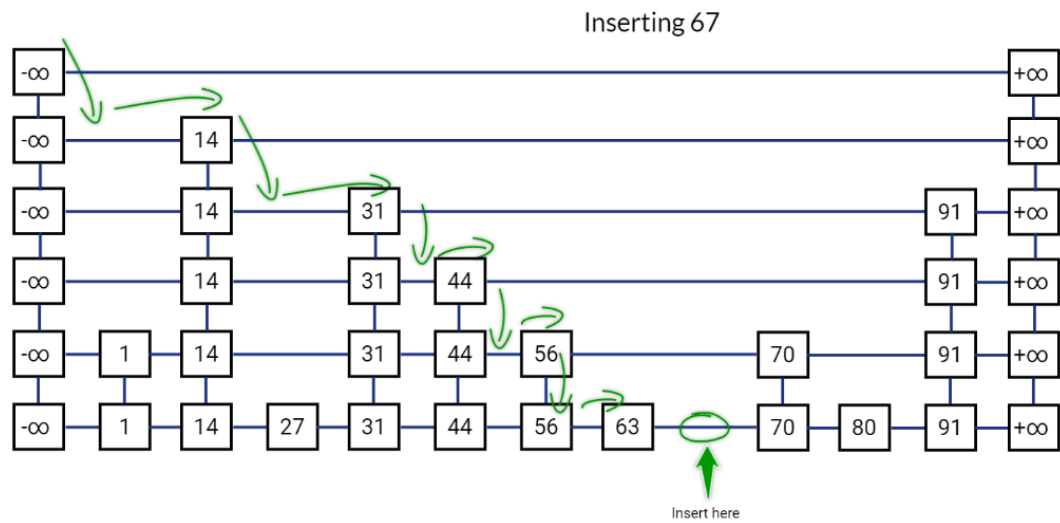 Inserting 67
-∞ +∞
-∞ 14 +∞
-∞ 14 31 91 +∞
-∞ 14 31 44 91 +∞
-∞ 1 14 31 44 56 70 91 +∞
-∞ 1 14 27 31 44 56 63 70 80 91 +∞
Insert here